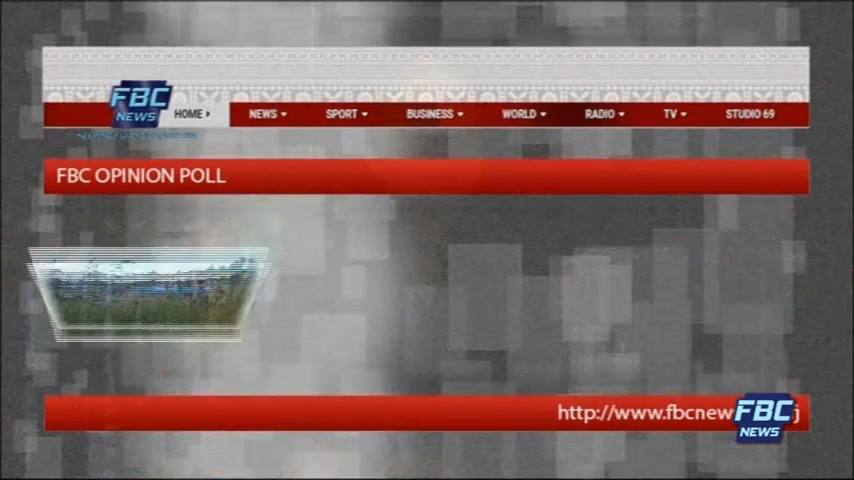 FBC
NEWS
HOME
NEWS
SPORT
BUSINESS
WORLD
RADIO
TV
STUDIO 69
FBC OPINION POLL
http://www.fbcnew
j
FBC
NEWS